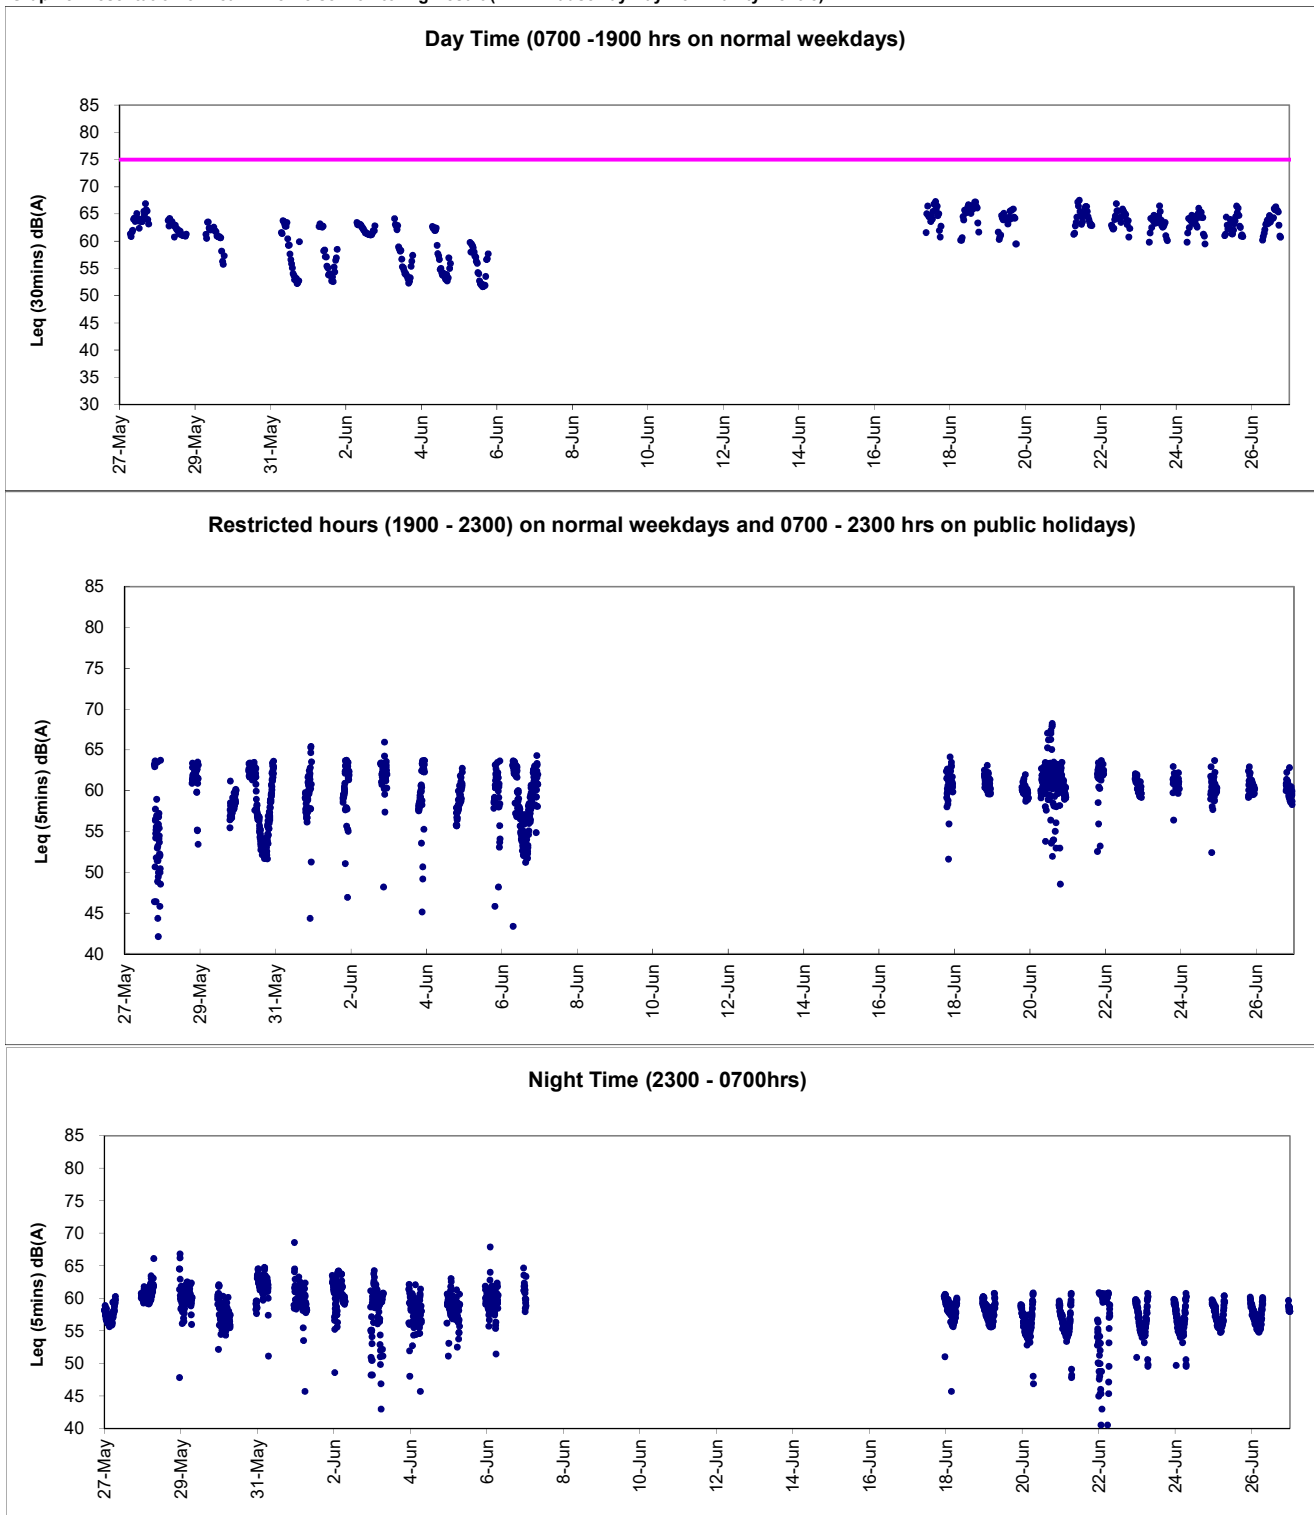 Day Time (0700 -1900 hrs on normal weekdays)
Leq (30mins) dB(A)
85
80
75
70
65
60
55
50
45
40
35
30
27-May
29-May
31-May
2-Jun
4-Jun
6-Jun
8-Jun
10-Jun
12-Jun
14-Jun
16-Jun
18-Jun
20-Jun
22-Jun
24-Jun
26-Jun
Restricted hours (1900 - 2300) on normal weekdays and 0700 - 2300 hrs on public holidays)
Leq (5mins) dB(A)
85
80
75
70
65
60
55
50
45
40
27-May
29-May
31-May
2-Jun
4-Jun
6-Jun
8-Jun
10-Jun
12-Jun
14-Jun
16-Jun
18-Jun
20-Jun
22-Jun
24-Jun
26-Jun
Night Time (2300 - 0700hrs)
Leq (5mins) dB(A)
85
80
75
70
65
60
55
50
45
40
27-May
29-May
31-May
2-Jun
4-Jun
6-Jun
8-Jun
10-Jun
12-Jun
14-Jun
16-Jun
18-Jun
20-Jun
22-Jun
24-Jun
26-Jun